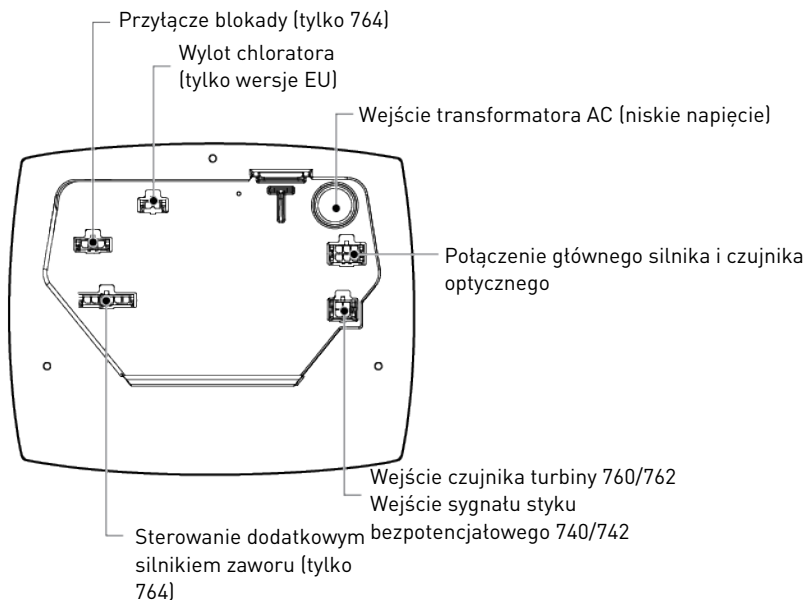 Przyłącze blokady (tylko 764)
Wylot chloratora
(tylko wersje EU)
Wejście transformatora AC (niskie napięcie)
Połączenie głównego silnika i czujnika
optycznego
Wejście czujnika turbiny 760/762
Wejście sygnału styku
bezpotencjałowego 740/742
Sterowanie dodatkowym
silnikiem zaworu (tylko
764)